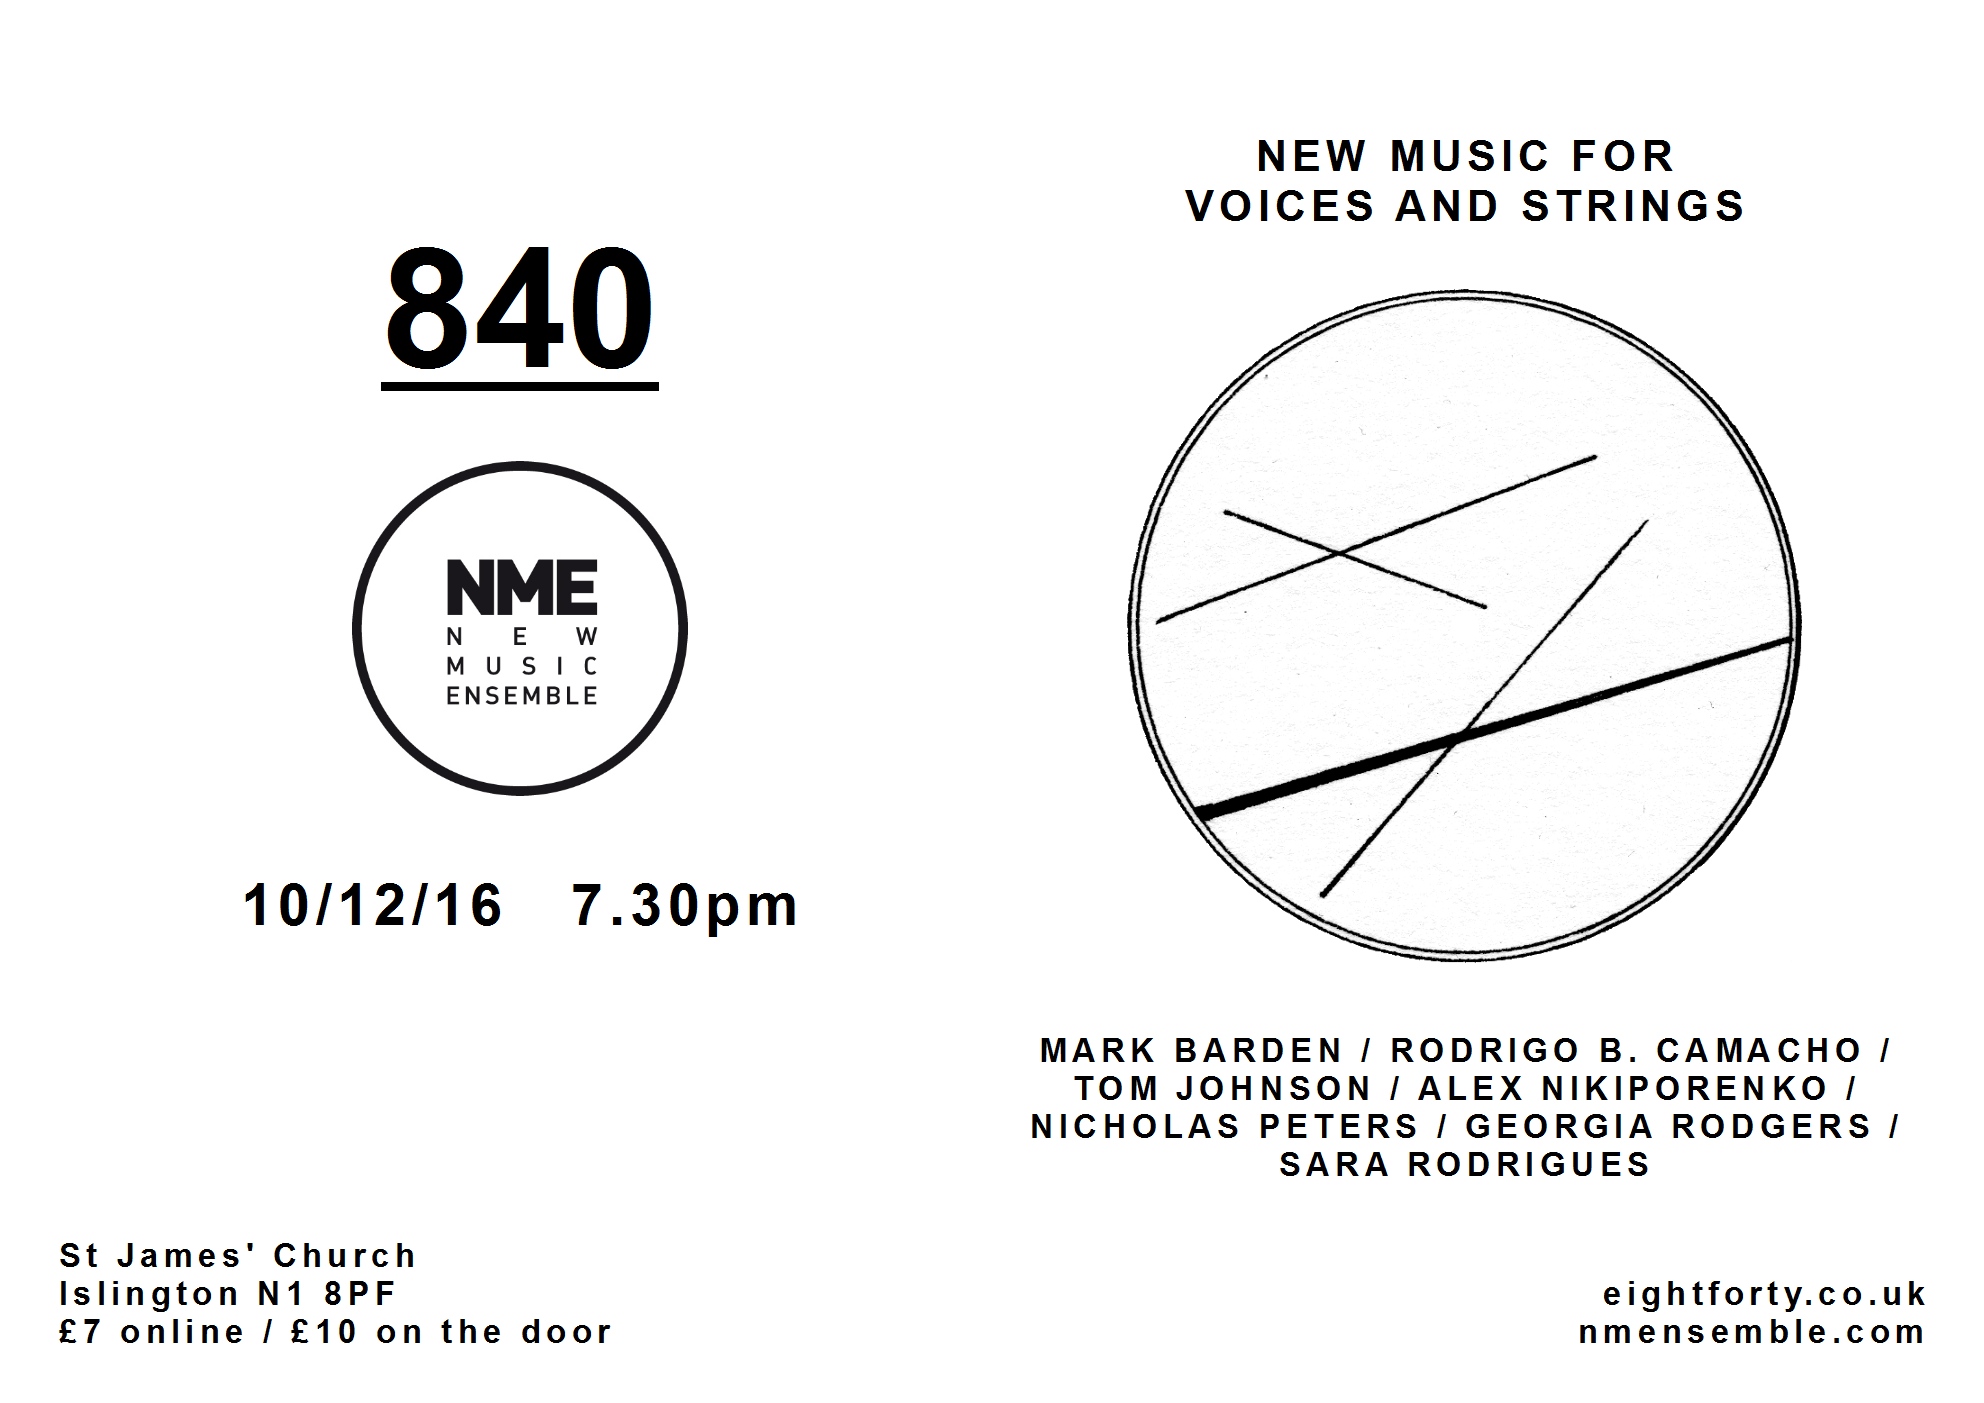 840
NME
NEW
MUSIC
ENSEMBLE
10/12/16 7.30pm
NEW MUSIC FOR
VOICES AND STRINGS
MARK BARDEN / RODRIGO B. CAMACHO /
TOM JOHNSON / ALEX NIKIPORENKO /
NICHOLAS PETERS / GEORGIA RODGERS /
SARA RODRIGUES
St James' Church
Islington N1 8PF
£7 online / £10 on the door
eightforty.co.uk
nmensemble.com